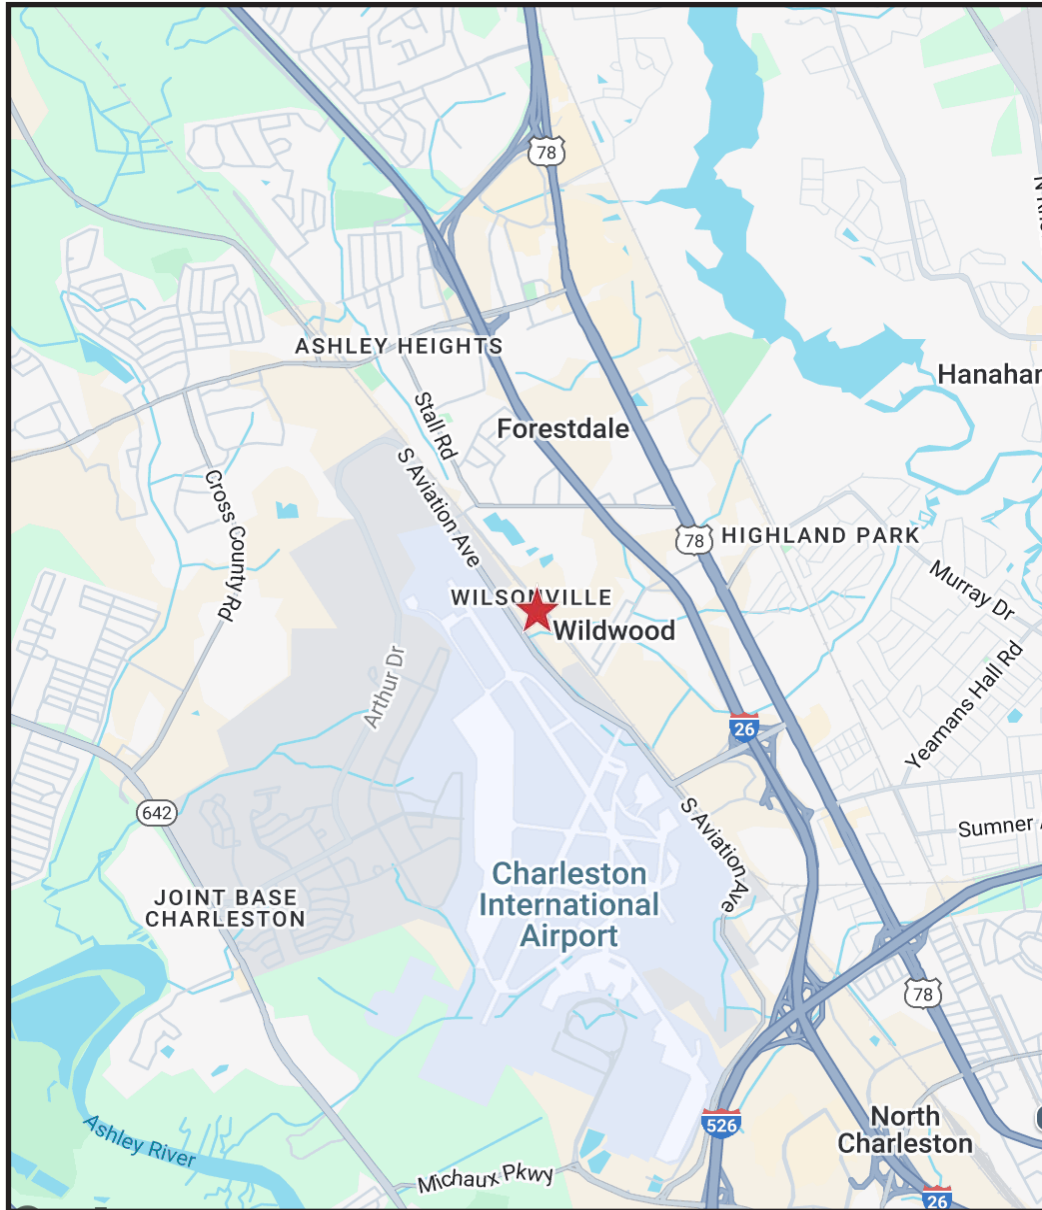 78
ASHLEY HEIGHTS
Hanahan
Stall Rd
Forestdale
S Aviation Ave
Cross County Rd
78
HIGHLAND PARK
Murray Dr
WILSONVILLE
Wildwood
Arthur Dr
Yeamans Hall Rd
26
642
S Aviation Ave
Sumner A
Charleston
International
Airport
JOINT BASE
CHARLESTON
78
Ashley River
526
North
Charleston
Michaux Pkwy
26